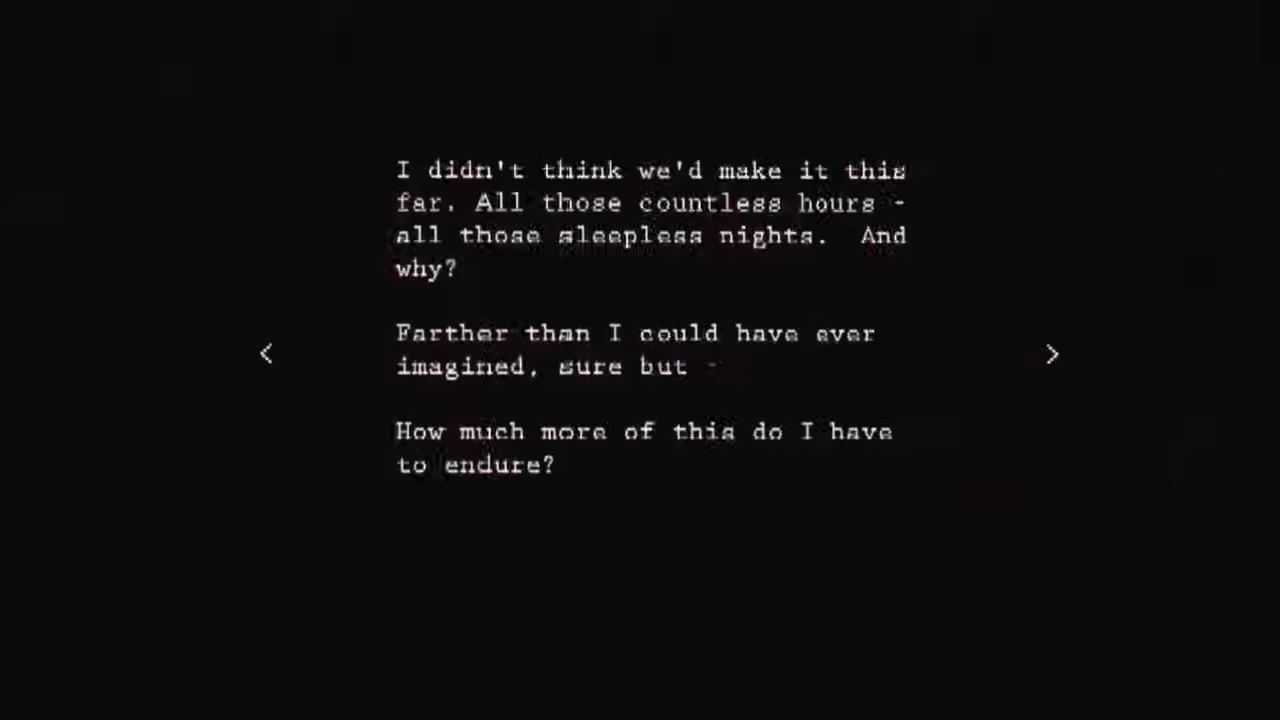 I didn't think we'd make it this
far. All those countless hours -
all those sleepless nights.  And
why?
Farther than I could have ever
imagined, sure but -
How much more of this do I have
to endure?
< >